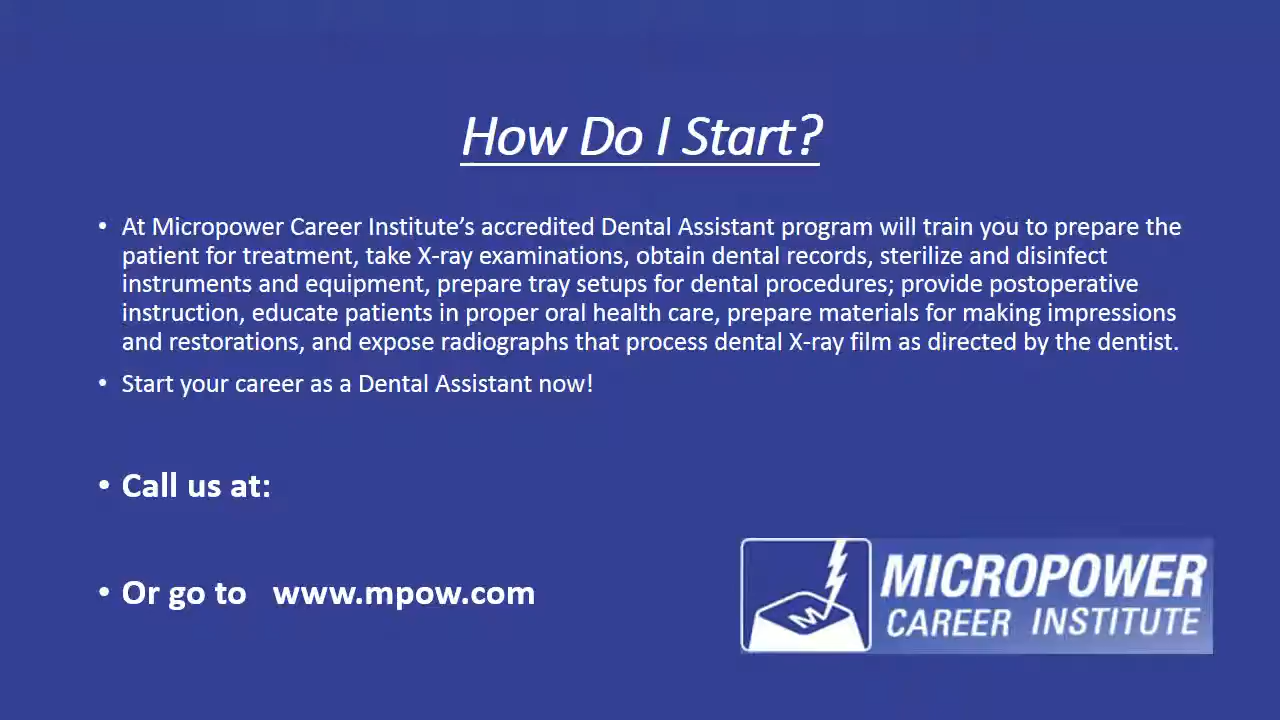 How Do I Start?
• At Micropower Career Institute’s accredited Dental Assistant program will train you to prepare the
patient for treatment, take X-ray examinations, obtain dental records, sterilize and disinfect
instruments and equipment, prepare tray setups for dental procedures; provide postoperative
instruction, educate patients in proper oral health care, prepare materials for making impressions
and restorations, and expose radiographs that process dental X-ray film as directed by the dentist.
• Start your career as a Dental Assistant now!
• Call us at:
• Or go to www.mpow.com
M
MICROPOWER
CAREER INSTITUTE